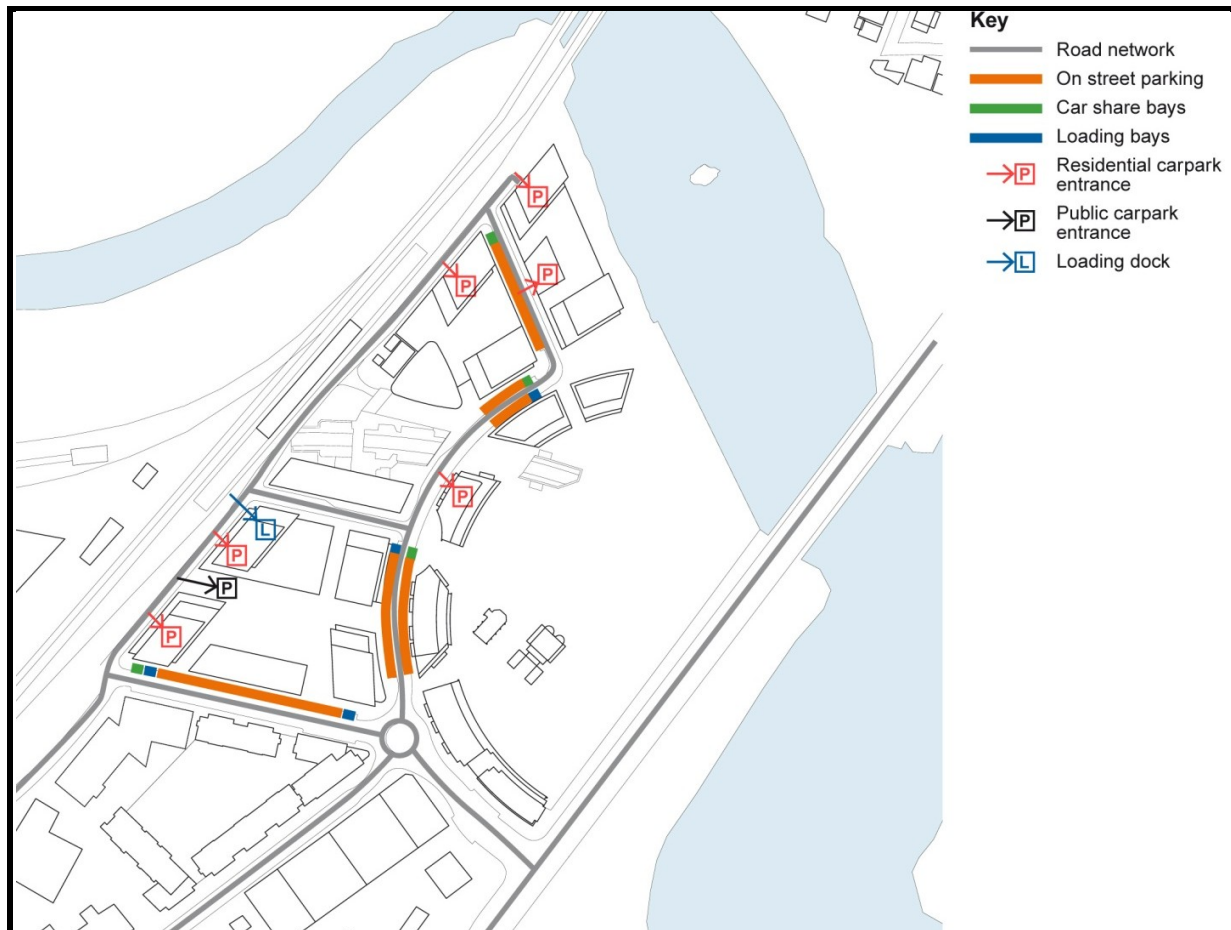 Key
Road network
On street parking
Car share bays
Loading bays
P
Residential carpark
entrance
P
Public carpark
entrance
L
Loading dock
P
P
P
P
L
P
P
P